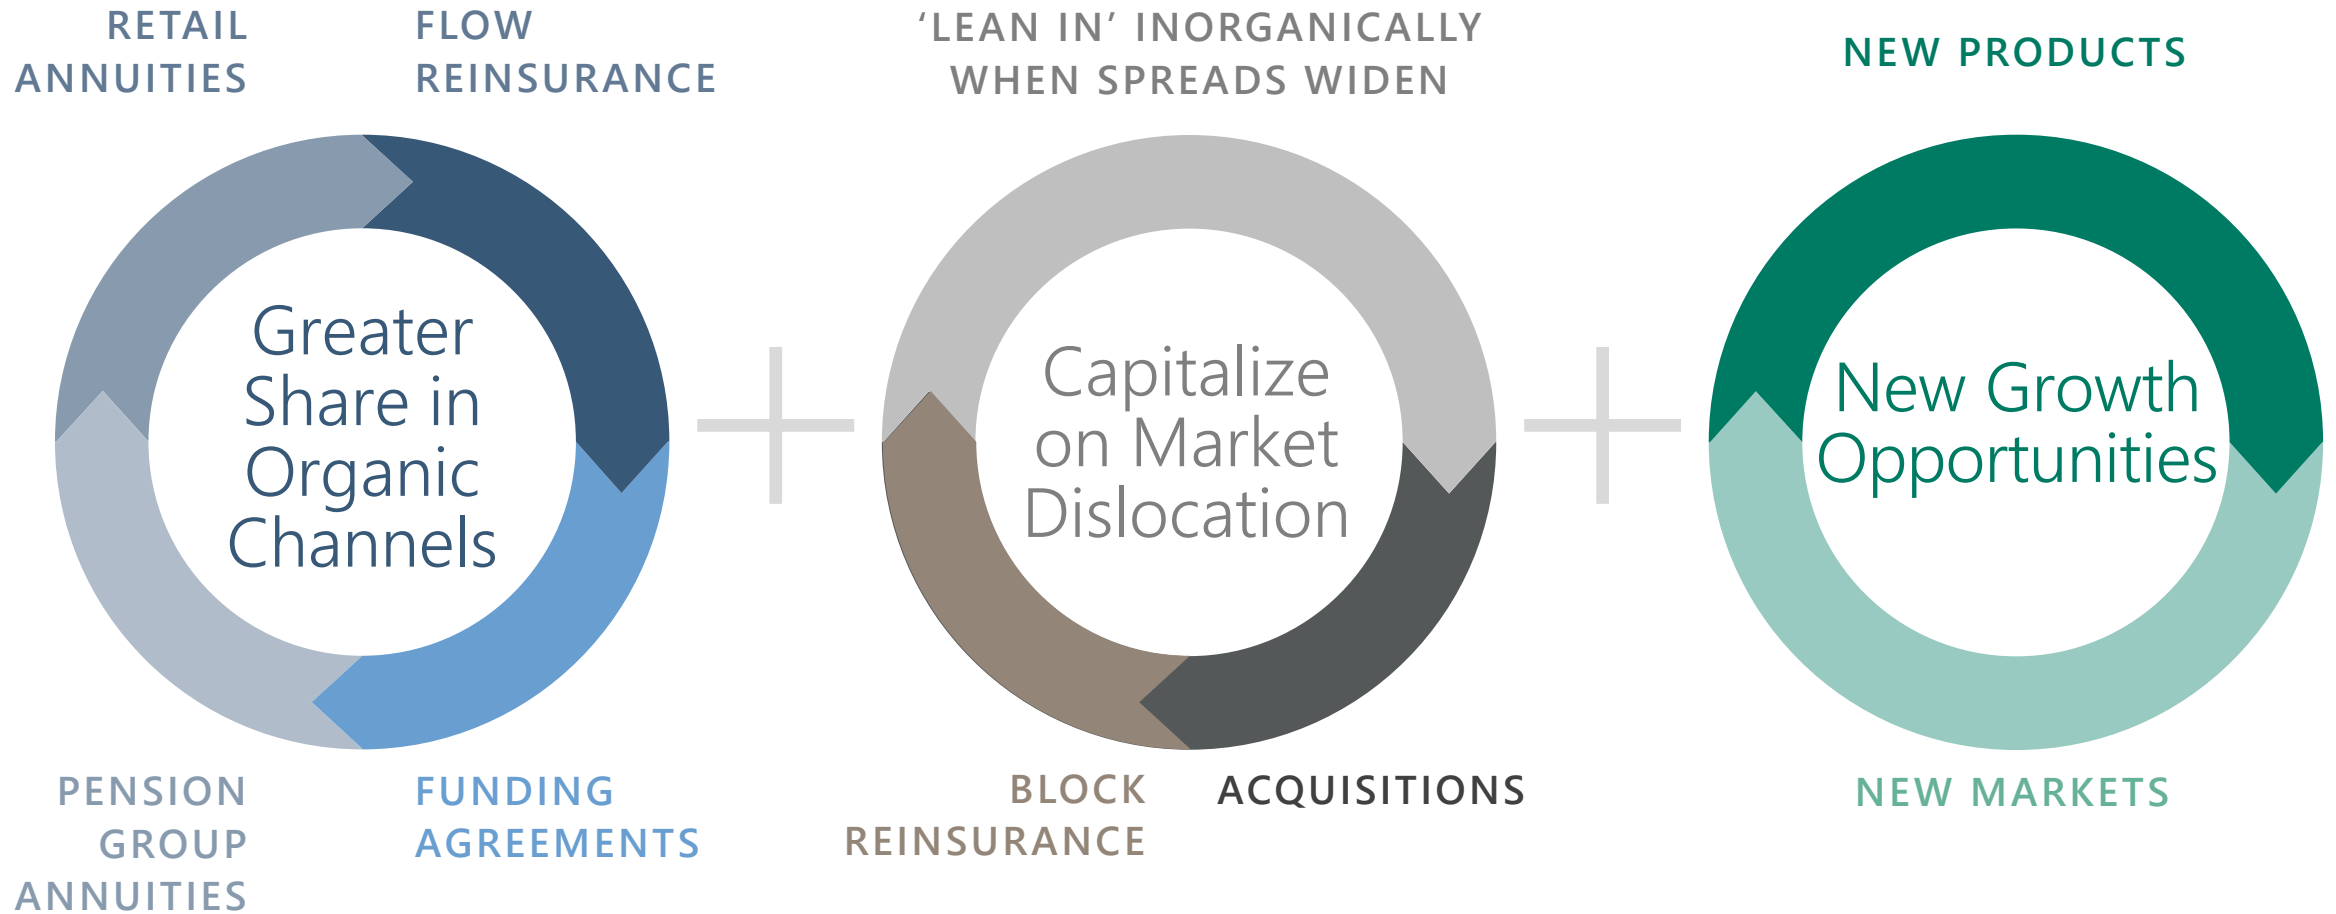 RETAIL
ANNUITIES
FLOW
REINSURANCE
Greater
Share in
Organic
Channels
PENSION
GROUP
ANNUITIES
FUNDING
AGREEMENTS
‘LEAN IN’ INORGANICALLY
WHEN SPREADS WIDEN
Capitalize
on Market
Dislocation
BLOCK
REINSURANCE
ACQUISITIONS
NEW PRODUCTS
New Growth
Opportunities
NEW MARKETS